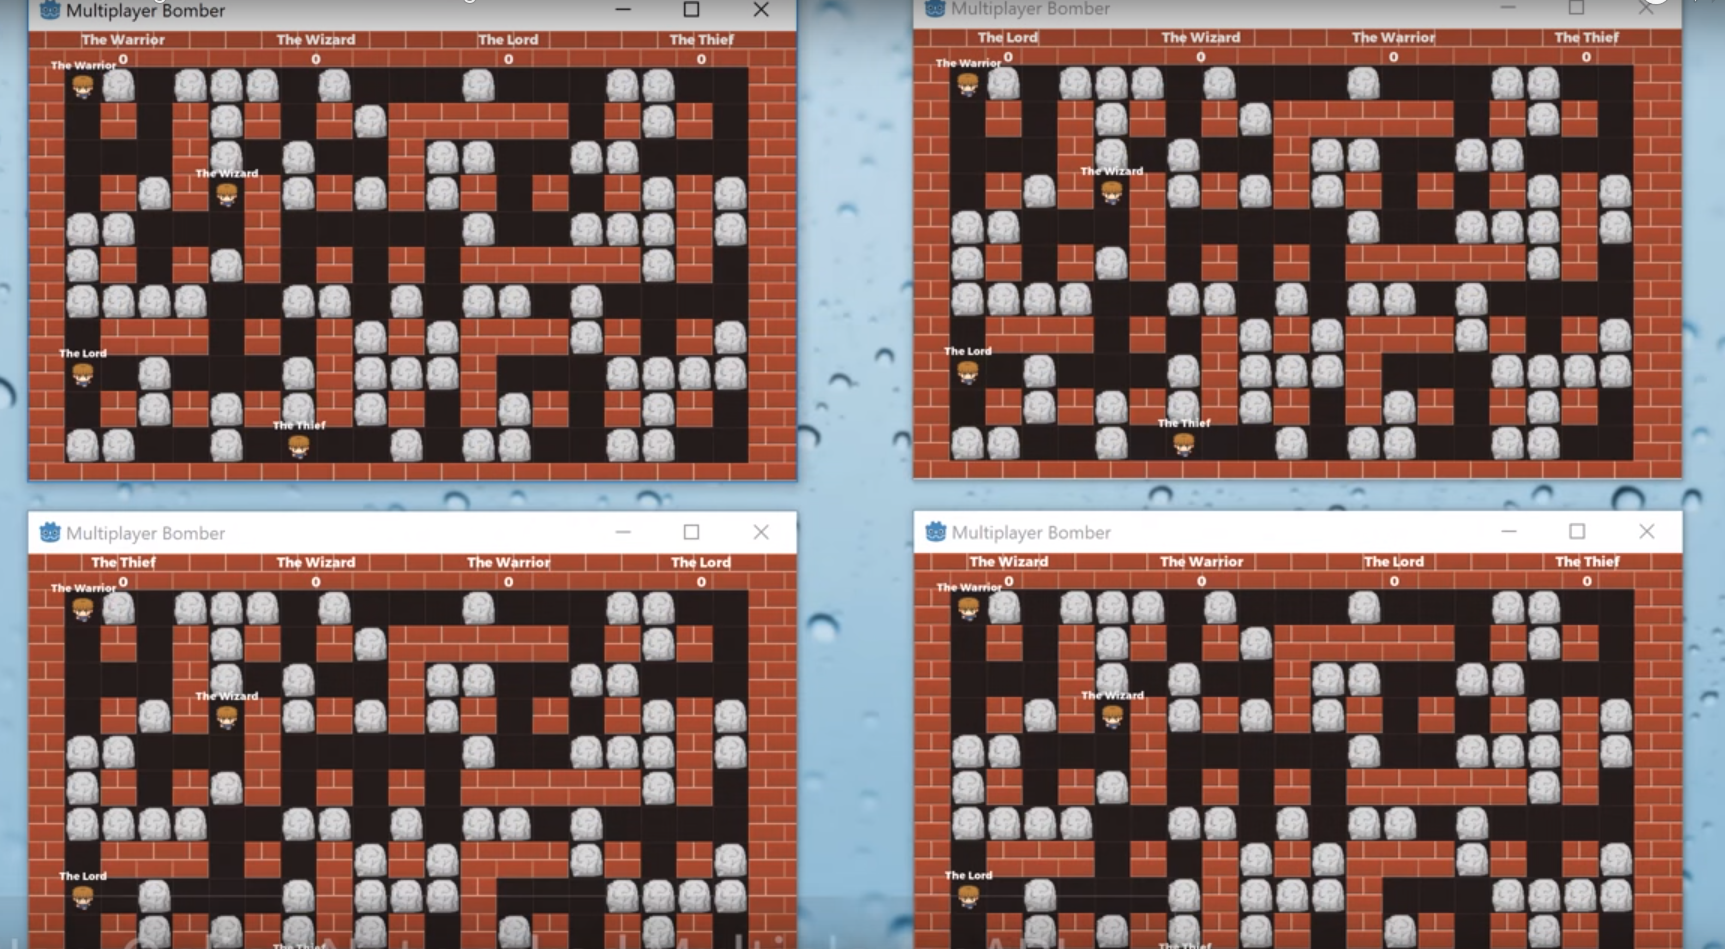 Multiplayer Bomber
The Warrior The Wizard The Lord The Thief
0 0 0 0
The Warrior
The Wizard
The Lord
The Thief
Multiplayer Bomber
The Lord The Wizard The Warrior The Thief
0 0 0 0
The Warrior
The Wizard
The Lord
The Thief
Multiplayer Bomber
The Thief The Wizard The Warrior The Lord
0 0 0 0
The Warrior
The Wizard
The Lord
The Thief
Multiplayer Bomber
The Wizard The Warrior The Lord The Thief
0 0 0 0
The Warrior
The Wizard
The Lord
The Thief